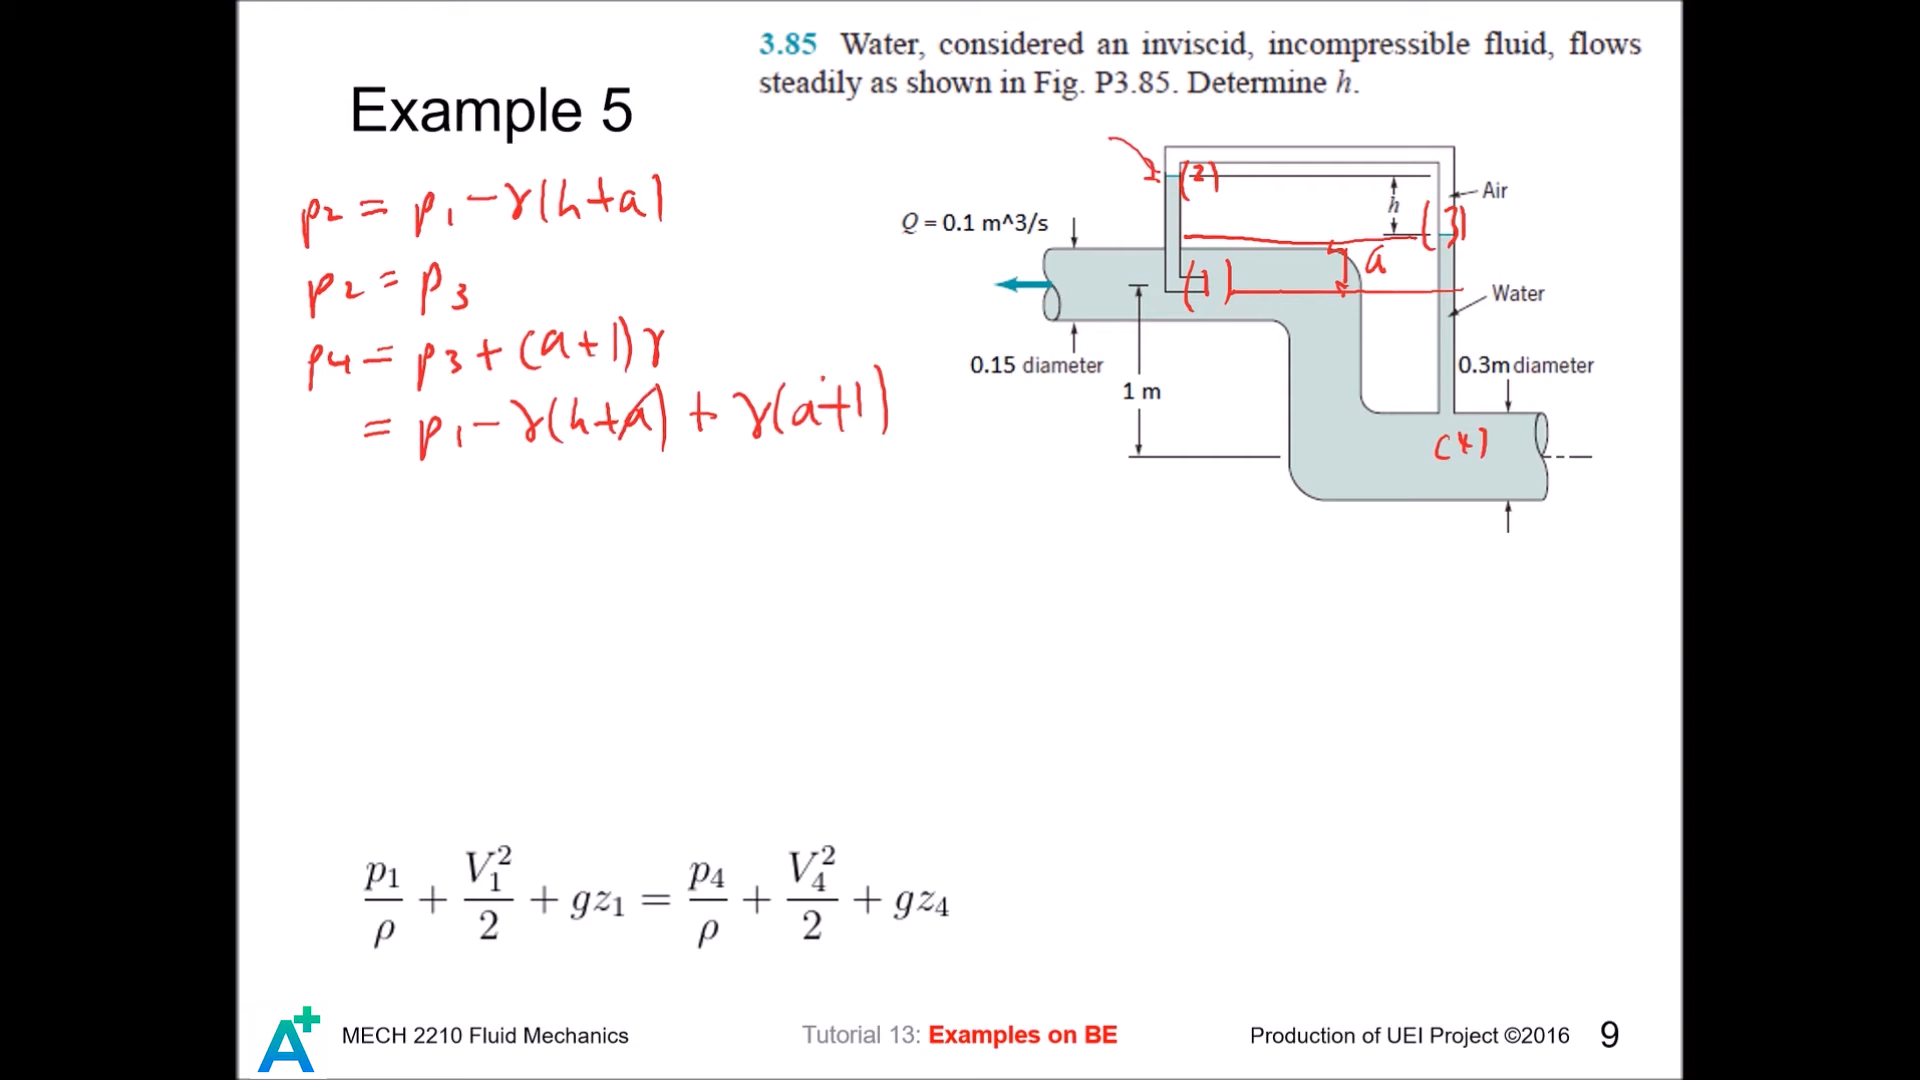 3.85 Water, considered an inviscid, incompressible fluid, flows
steadily as shown in Fig. P3.85. Determine h.
Example 5
p2 = p1 - γ(h+a)
p2 = p3
p4 = p3 + (a+1)γ
= p1 - γ(h+a) + γ(a+1)
(2)
Air
h
(3)
Q = 0.1 m^3/s
a
(1)
Water
0.15 diameter
0.3m diameter
1 m
(4)
p1/ρ + V1²/2 + gz1 = p4/ρ + V4²/2 + gz4
A+
MECH 2210 Fluid Mechanics
Tutorial 13: Examples on BE
Production of UEI Project ©2016
9